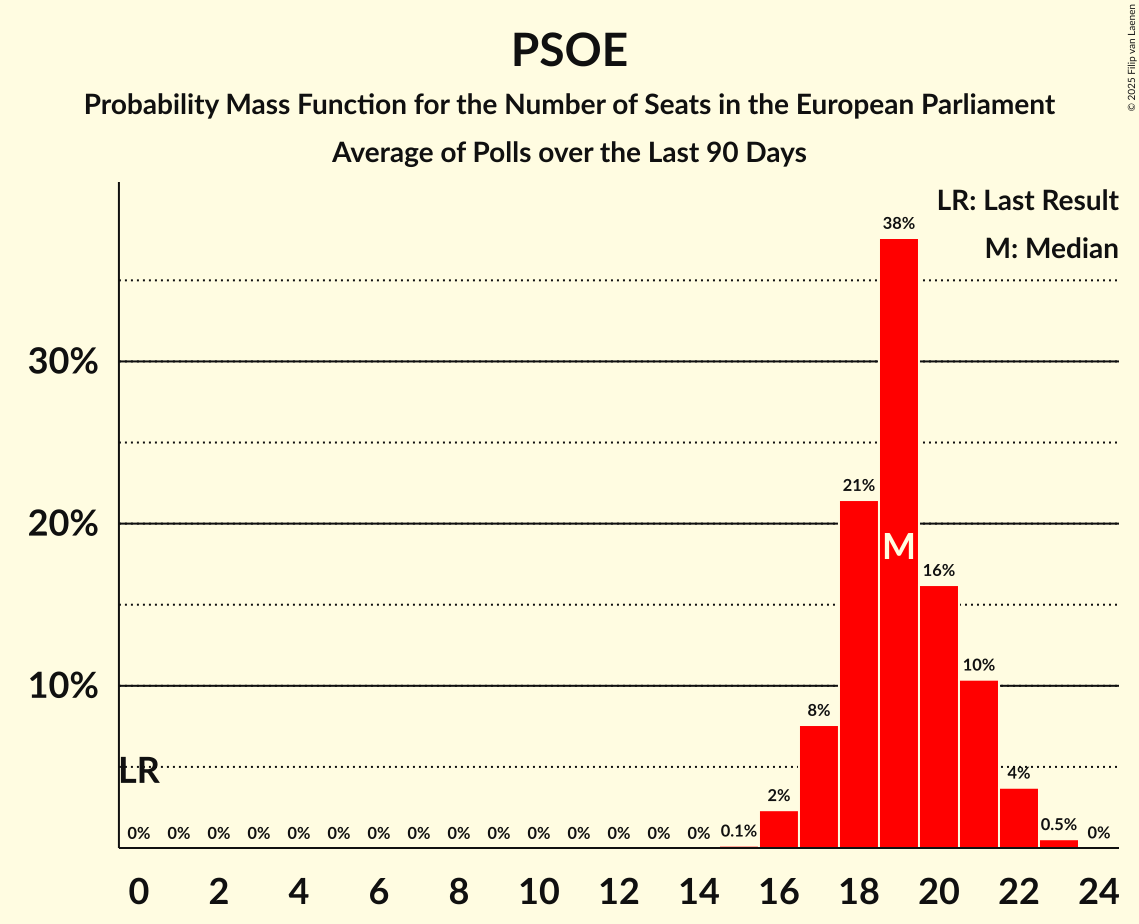 PSOE
Probability Mass Function for the Number of Seats in the European Parliament
Average of Polls over the Last 90 Days
© 2025 Filip van Laenen
LR: Last Result
M: Median
38%
30%
21%
20%
M
16%
10%
10%
8%
LR
4%
2%
0% 0% 0% 0% 0% 0% 0% 0% 0% 0% 0% 0% 0% 0% 0% 0.1% 0.5% 0%
0 2 4 6 8 10 12 14 16 18 20 22 24